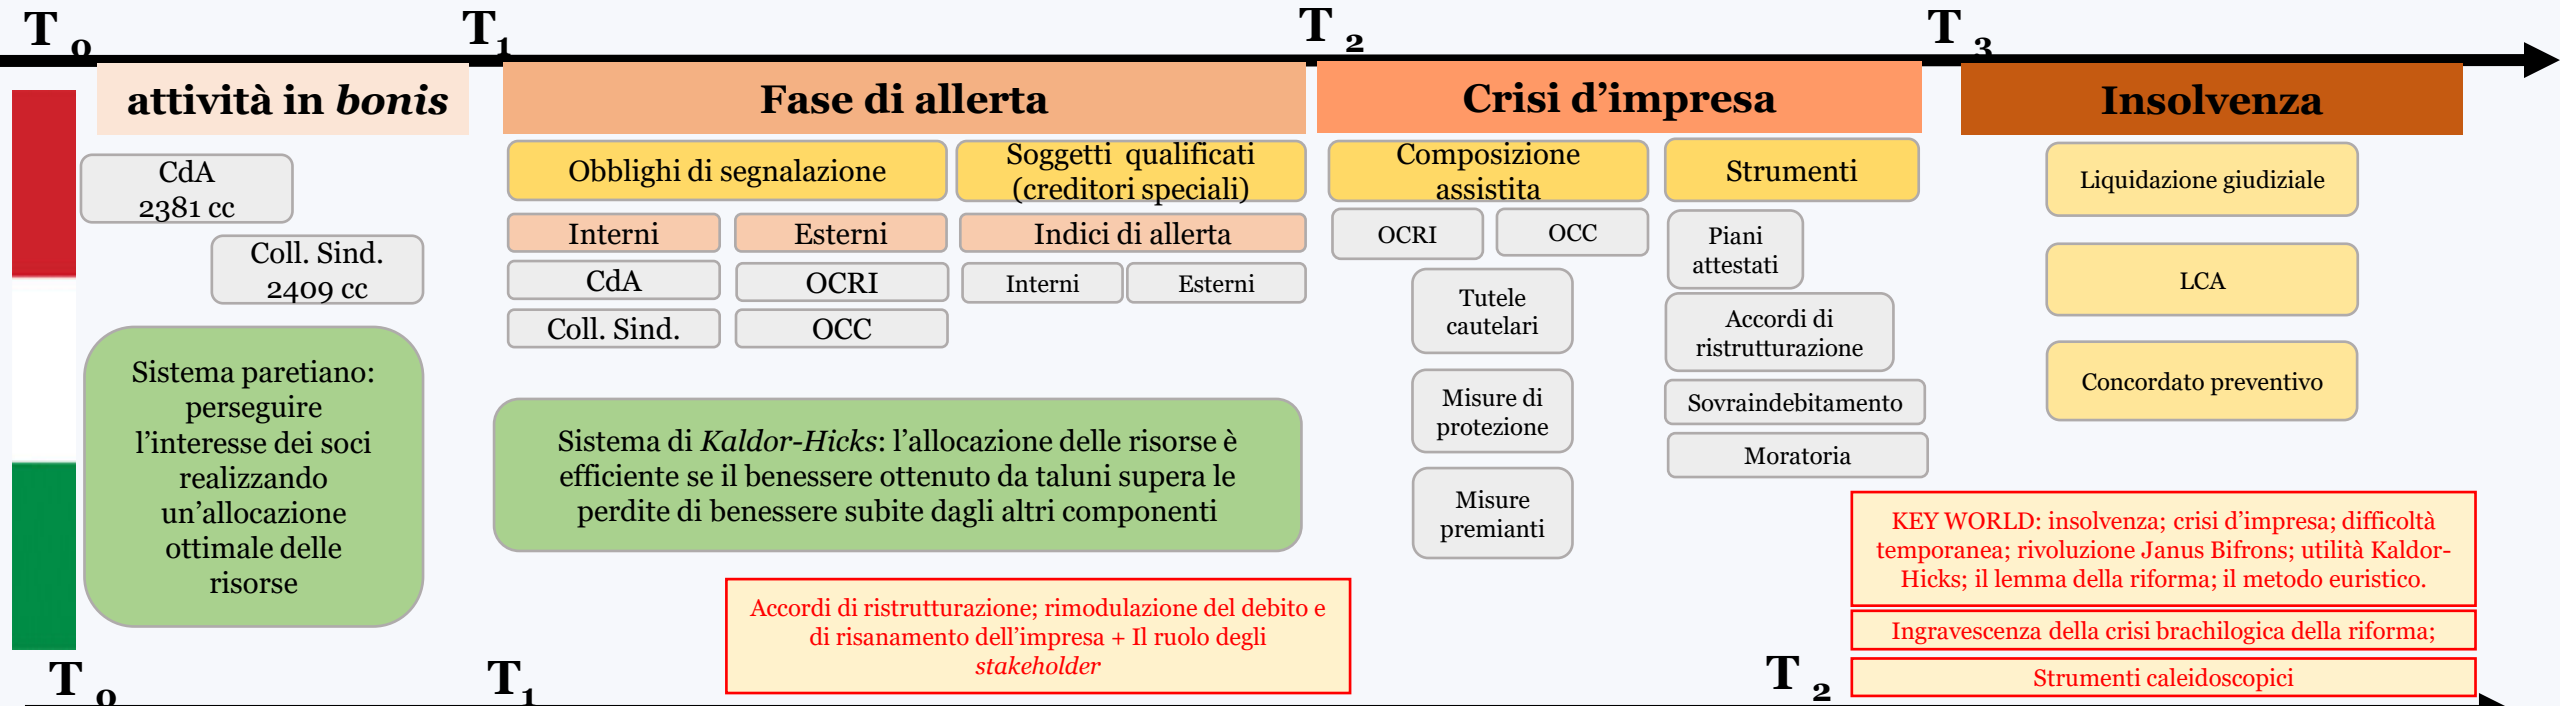 T 0
T1
T 2
T 3
attività in bonis
Fase di allerta
Crisi d’impresa
Insolvenza
CdA
2381 cc
Coll. Sind.
2409 cc
Sistema paretiano:
perseguire
l’interesse dei soci
realizzando
un’allocazione
ottimale delle
risorse
Obblighi di segnalazione
Soggetti qualificati
(creditori speciali)
Interni
Esterni
Indici di allerta
CdA
OCRI
Interni
Esterni
Coll. Sind.
OCC
Sistema di Kaldor-Hicks: l’allocazione delle risorse è
efficiente se il benessere ottenuto da taluni supera le
perdite di benessere subite dagli altri componenti
Accordi di ristrutturazione; rimodulazione del debito e
di risanamento dell’impresa + Il ruolo degli
stakeholder
Composizione
assistita
Strumenti
OCRI
OCC
Tutele
cautelari
Misure di
protezione
Misure
premianti
Piani
attestati
Accordi di
ristrutturazione
Sovraindebitamento
Moratoria
Liquidazione giudiziale
LCA
Concordato preventivo
KEY WORLD: insolvenza; crisi d’impresa; difficoltà
temporanea; rivoluzione Janus Bifrons; utilità Kaldor-
Hicks; il lemma della riforma; il metodo euristico.
Ingravescenza della crisi brachilogica della riforma;
Strumenti caleidoscopici
T 0
T1
T 2